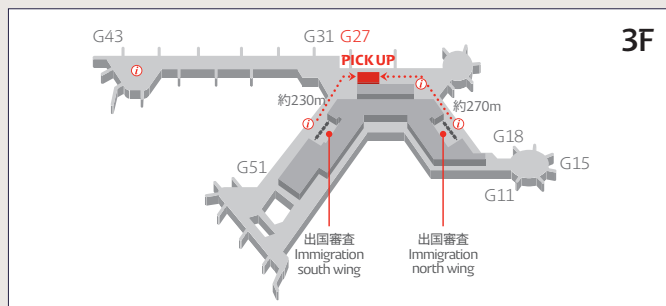 3F
G43
G31 G27
PICK UP
約230m
約270m
G18
G15
G51
G11
出国審査
Immigration
south wing
出国審査
Immigration
north wing
i
i
i
i